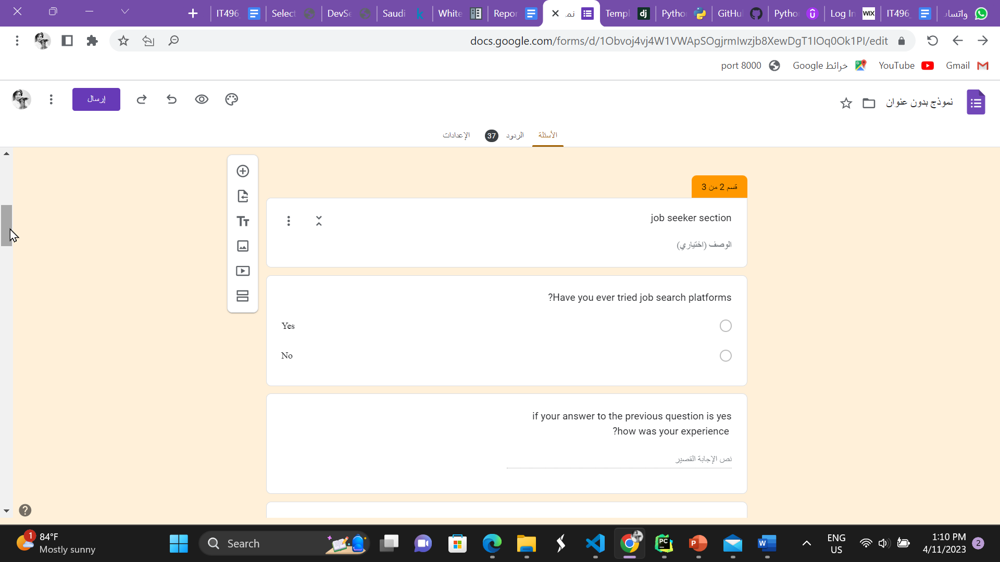 IT496
Select
DevSe
Saudi
White
Repor
نمـ
Templ
Pytho
GitHu
Pytho
Log In
IT496
واتساب
docs.google.com/forms/d/1Obvoj4vj4W1VWApSOgjrmIwzjb8XewDgT1IOq0Ok1PI/edit
port 8000
خرائط Google
YouTube
Gmail
إرسال
نموذج بدون عنوان
الأسئلة
الردود
37
الإعدادات
قسم 2 من 3
job seeker section
الوصف (اختياري)
?Have you ever tried job search platforms
Yes
No
if your answer to the previous question is yes
?how was your experience
نص الإجابة القصير
1
84°F
Mostly sunny
Search
ENG
US
1:10 PM
4/11/2023
2